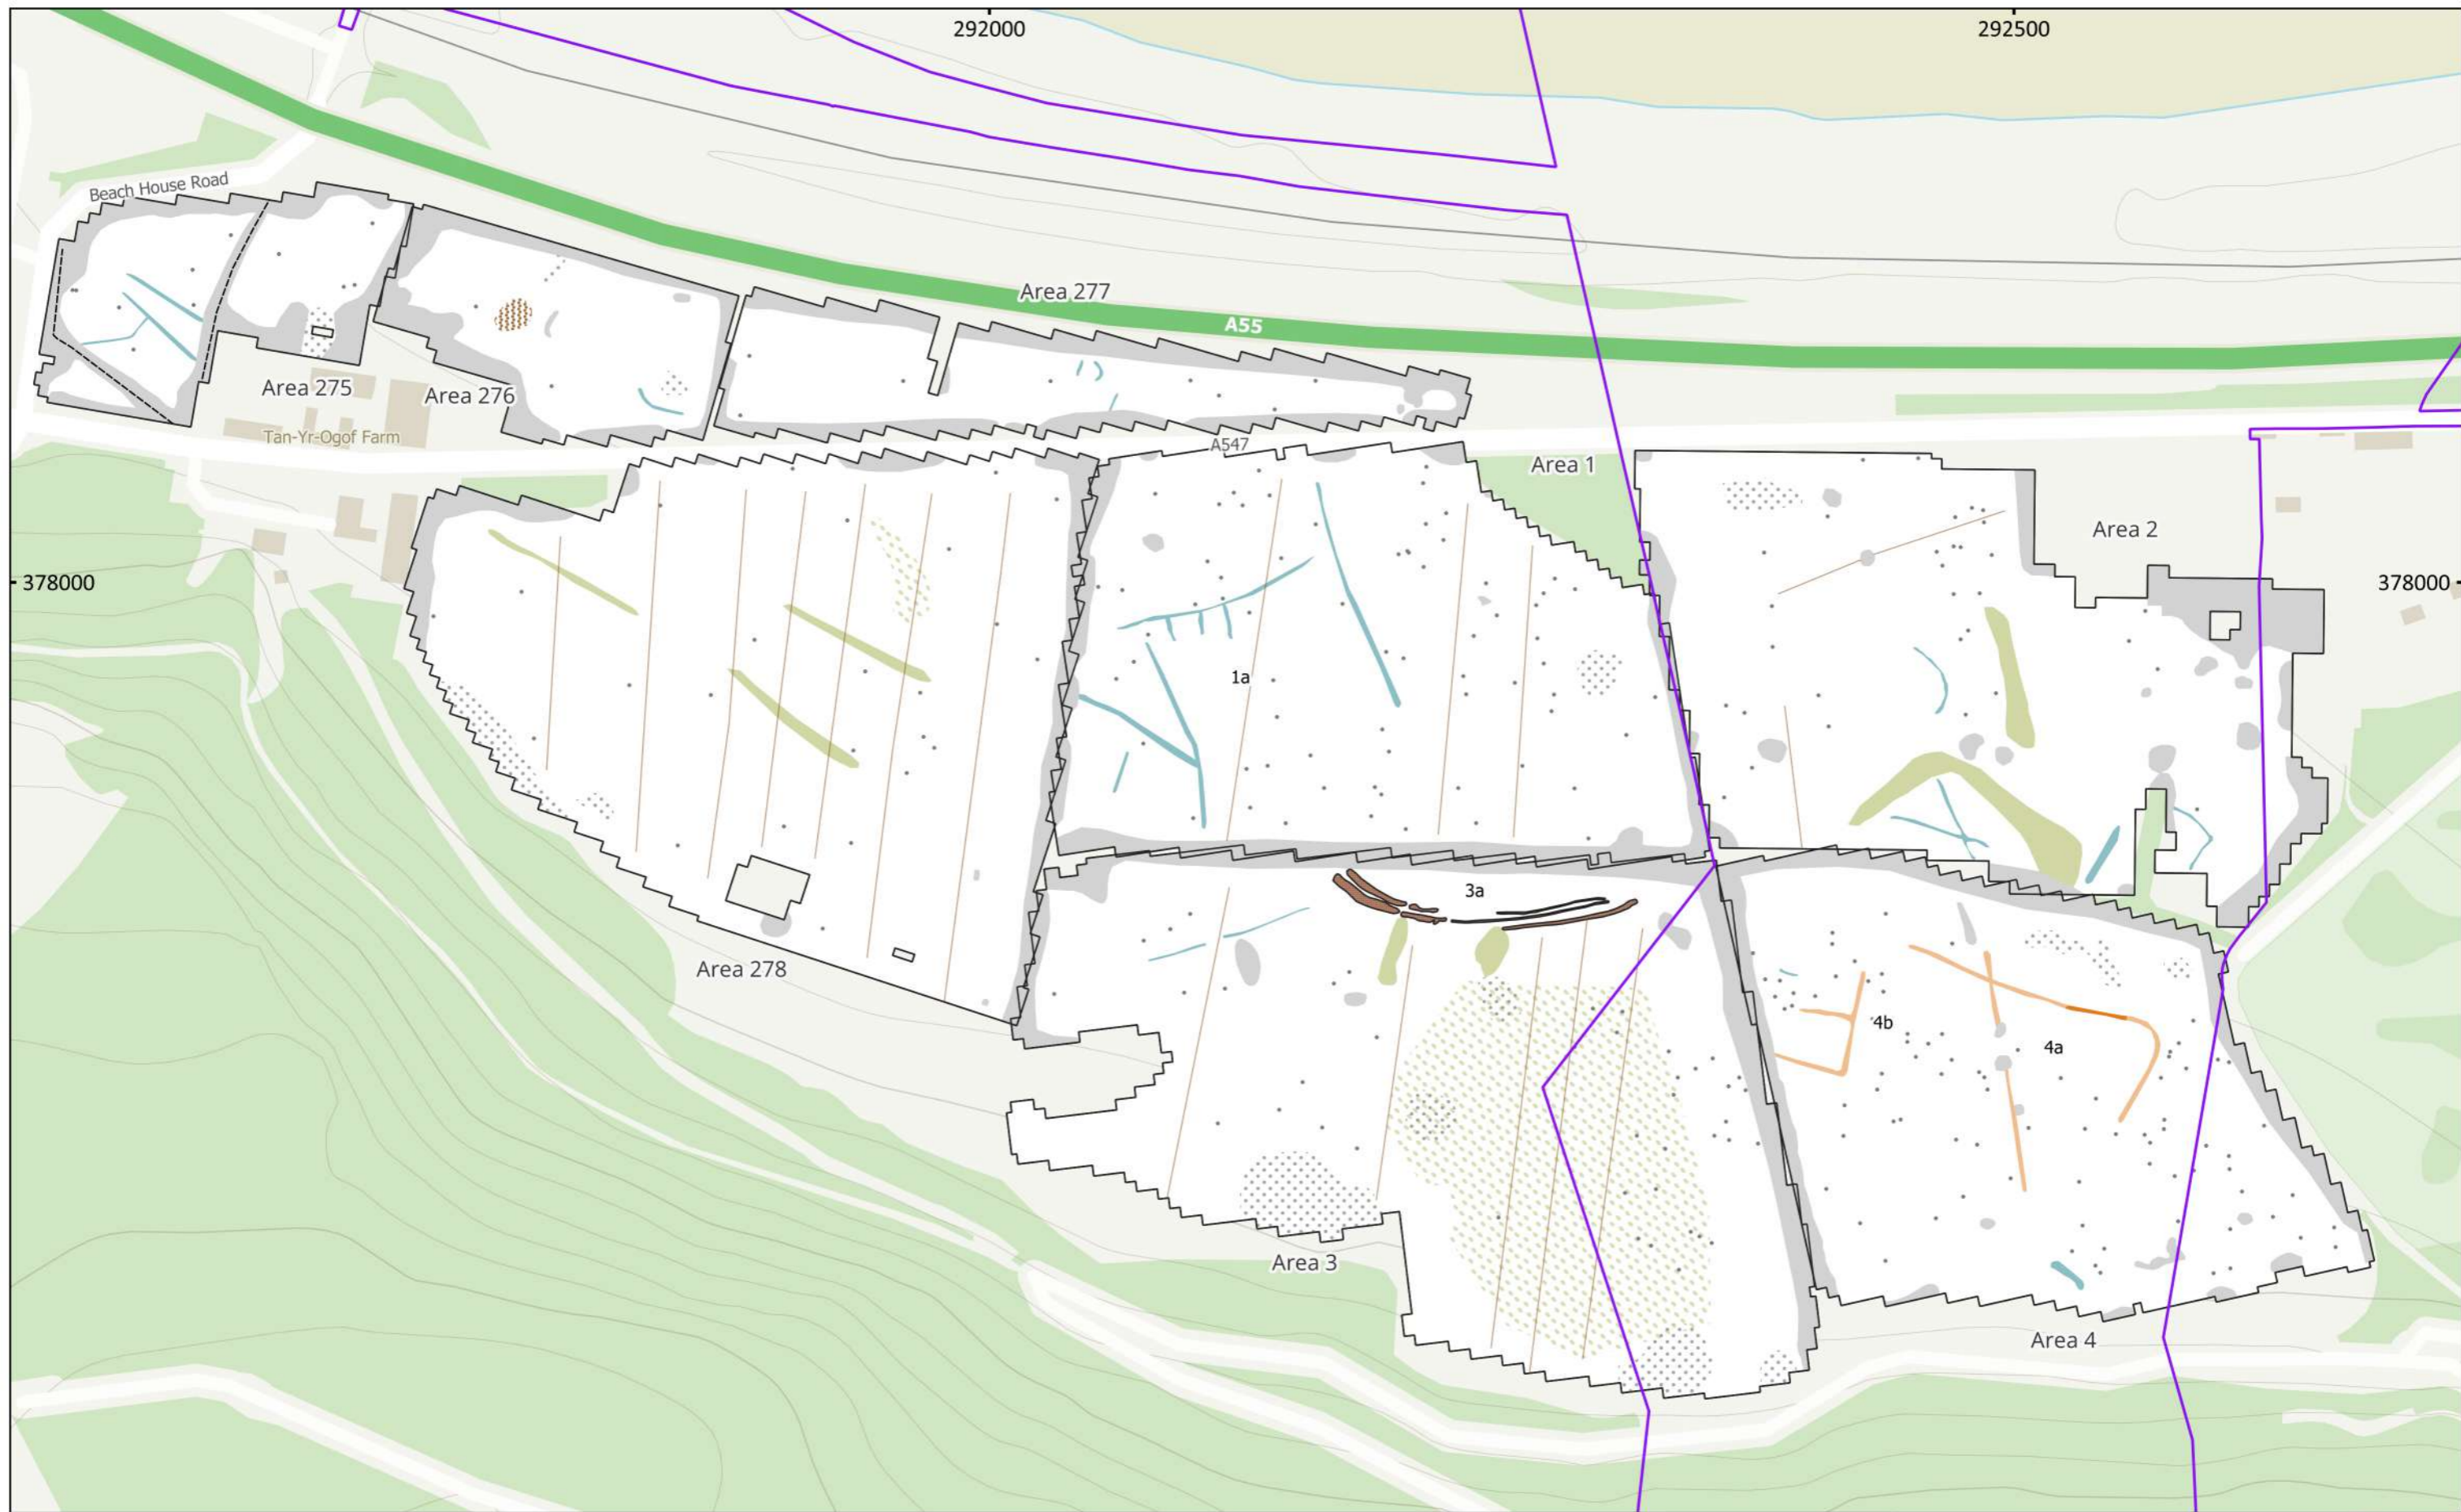 292000
292500
Beach House Road
Area 277
A55
Area 275
Area 276
Tan-Yr-Ogof Farm
A547
Area 1
Area 2
378000
378000
1a
3a
Area 278
4b
4a
Area 3
Area 4